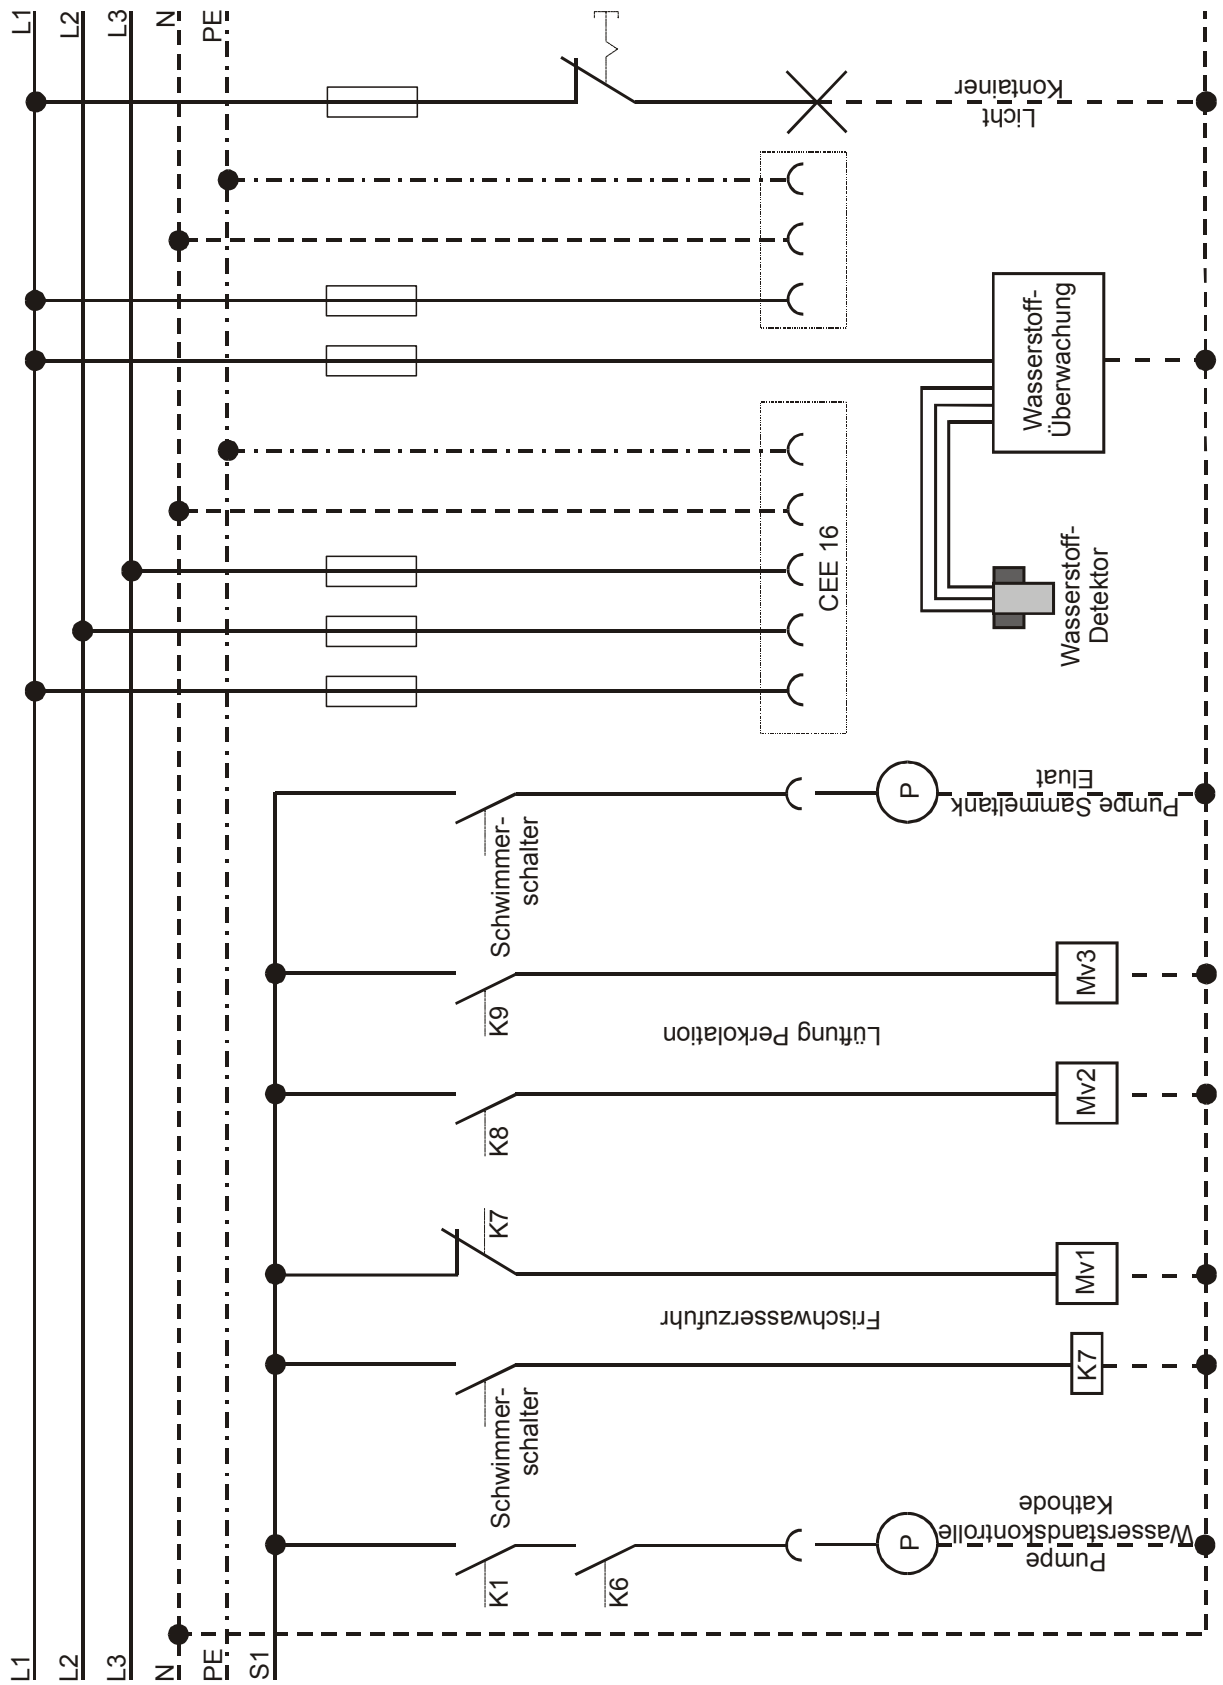 L1
L2
L3
N
PE
S1
K1
K6
P
Pumpe
Wasserstandskontrolle
Kathode
Schwimmer-
schalter
K7
Frischwasserzufuhr
K7
Mv1
K8
Mv2
Lüftung Perkolation
K9
Mv3
Schwimmer-
schalter
P
Pumpe Sammeltank
Eluat
CEE 16
Wasserstoff-
Detektor
Wasserstoff-
Überwachung
Licht
Kontainer
L1
L2
L3
N
PE